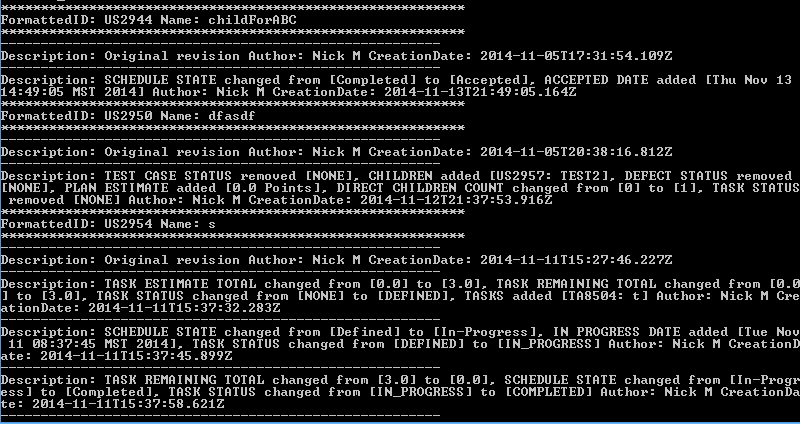 ****************************************************************
FormattedID: US2944 Name: childForABC
****************************************************************
----------------------------------------------------------------
Description: Original revision Author: Nick M CreationDate: 2014-11-05T17:31:54.109Z
----------------------------------------------------------------
Description: SCHEDULE STATE changed from [Completed] to [Accepted], ACCEPTED DATE added [Thu Nov 13
14:49:05 MST 2014] Author: Nick M CreationDate: 2014-11-13T21:49:05.164Z
****************************************************************
FormattedID: US2950 Name: dfasdf
****************************************************************
----------------------------------------------------------------
Description: Original revision Author: Nick M CreationDate: 2014-11-05T20:38:16.812Z
----------------------------------------------------------------
Description: TEST CASE STATUS removed [NONE], CHILDREN added [US2957: TEST2], DEFECT STATUS removed
[NONE], PLAN ESTIMATE added [0.0 Points], DIRECT CHILDREN COUNT changed from [0] to [1], TASK STATUS
removed [NONE] Author: Nick M CreationDate: 2014-11-12T21:37:53.916Z
****************************************************************
FormattedID: US2954 Name: s
****************************************************************
----------------------------------------------------------------
Description: Original revision Author: Nick M CreationDate: 2014-11-11T15:27:46.227Z
----------------------------------------------------------------
Description: TASK ESTIMATE TOTAL changed from [0.0] to [3.0], TASK REMAINING TOTAL changed from [0.0
] to [3.0], TASK STATUS changed from [NONE] to [DEFINED], TASKS added [TA8504: t] Author: Nick M Cre
ationDate: 2014-11-11T15:37:32.283Z
----------------------------------------------------------------
Description: SCHEDULE STATE changed from [Defined] to [In-Progress], IN PROGRESS DATE added [Tue Nov
11 08:37:45 MST 2014], TASK STATUS changed from [DEFINED] to [IN_PROGRESS] Author: Nick M CreationD
ate: 2014-11-11T15:37:45.899Z
----------------------------------------------------------------
Description: TASK REMAINING TOTAL changed from [3.0] to [0.0], SCHEDULE STATE changed from [In-Progr
ess] to [Completed], TASK STATUS changed from [IN_PROGRESS] to [COMPLETED] Author: Nick M CreationDa
te: 2014-11-11T15:37:58.621Z
----------------------------------------------------------------